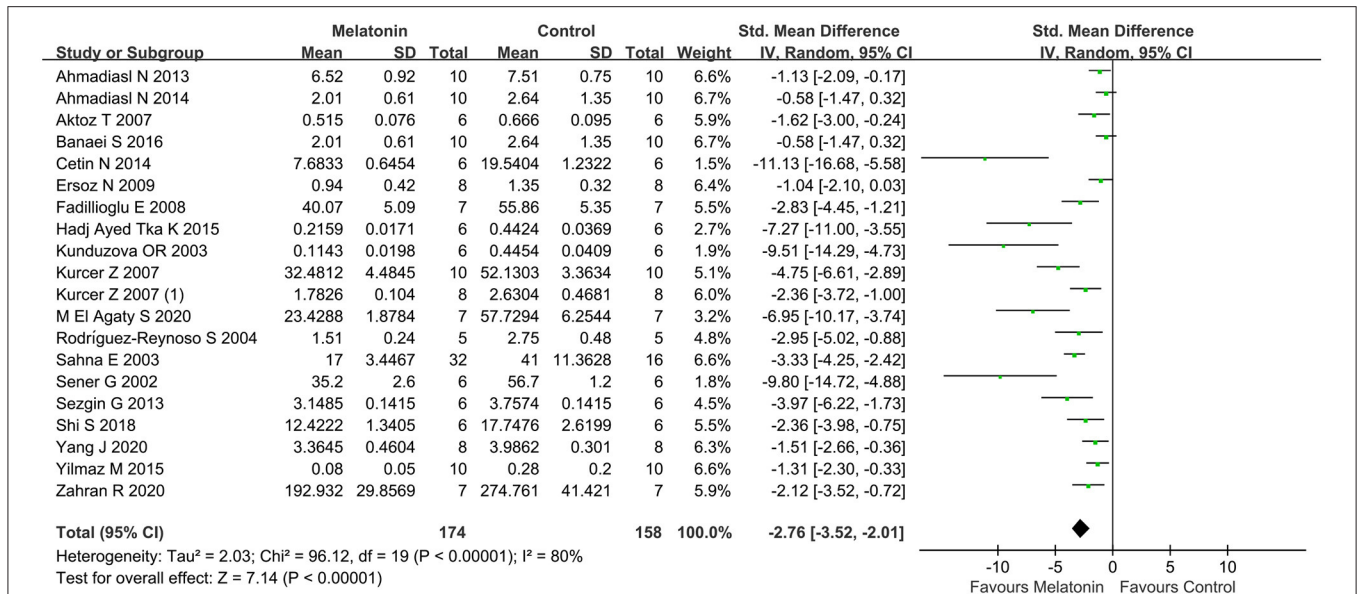 Melatonin Control Std. Mean Difference Std. Mean Difference
Study or Subgroup Mean SD Total Mean SD Total Weight IV, Random, 95% CI IV, Random, 95% CI
Ahmadiasl N 2013 6.52 0.92 10 7.51 0.75 10 6.6% -1.13 [-2.09, -0.17]
Ahmadiasl N 2014 2.01 0.61 10 2.64 1.35 10 6.7% -0.58 [-1.47, 0.32]
Aktoz T 2007 0.515 0.076 6 0.666 0.095 6 5.9% -1.62 [-3.00, -0.24]
Banaei S 2016 2.01 0.61 10 2.64 1.35 10 6.7% -0.58 [-1.47, 0.32]
Cetin N 2014 7.6833 0.6454 6 19.5404 1.2322 6 1.5% -11.13 [-16.68, -5.58]
Ersoz N 2009 0.94 0.42 8 1.35 0.32 8 6.4% -1.04 [-2.10, 0.03]
Fadillioglu E 2008 40.07 5.09 7 55.86 5.35 7 5.5% -2.83 [-4.45, -1.21]
Hadj Ayed Tka K 2015 0.2159 0.0171 6 0.4424 0.0369 6 2.7% -7.27 [-11.00, -3.55]
Kunduzova OR 2003 0.1143 0.0198 6 0.4454 0.0409 6 1.9% -9.51 [-14.29, -4.73]
Kurcer Z 2007 32.4812 4.4845 10 52.1303 3.3634 10 5.1% -4.75 [-6.61, -2.89]
Kurcer Z 2007 (1) 1.7826 0.104 8 2.6304 0.4681 8 6.0% -2.36 [-3.72, -1.00]
M El Agaty S 2020 23.4288 1.8784 7 57.7294 6.2544 7 3.2% -6.95 [-10.17, -3.74]
Rodríguez-Reynoso S 2004 1.51 0.24 5 2.75 0.48 5 4.8% -2.95 [-5.02, -0.88]
Sahna E 2003 17 3.4467 32 41 11.3628 16 6.6% -3.33 [-4.25, -2.42]
Sener G 2002 35.2 2.6 6 56.7 1.2 6 1.8% -9.80 [-14.72, -4.88]
Sezgin G 2013 3.1485 0.1415 6 3.7574 0.1415 6 4.5% -3.97 [-6.22, -1.73]
Shi S 2018 12.4222 1.3405 6 17.7476 2.6199 6 5.5% -2.36 [-3.98, -0.75]
Yang J 2020 3.3645 0.4604 8 3.9862 0.301 8 6.3% -1.51 [-2.66, -0.36]
Yilmaz M 2015 0.08 0.05 10 0.28 0.2 10 6.6% -1.31 [-2.30, -0.33]
Zahran R 2020 192.932 29.8569 7 274.761 41.421 7 5.9% -2.12 [-3.52, -0.72]
Total (95% CI) 174 158 100.0% -2.76 [-3.52, -2.01]
Heterogeneity: Tau² = 2.03; Chi² = 96.12, df = 19 (P < 0.00001); I² = 80%
Test for overall effect: Z = 7.14 (P < 0.00001)
-10 -5 0 5 10
Favours Melatonin Favours Control